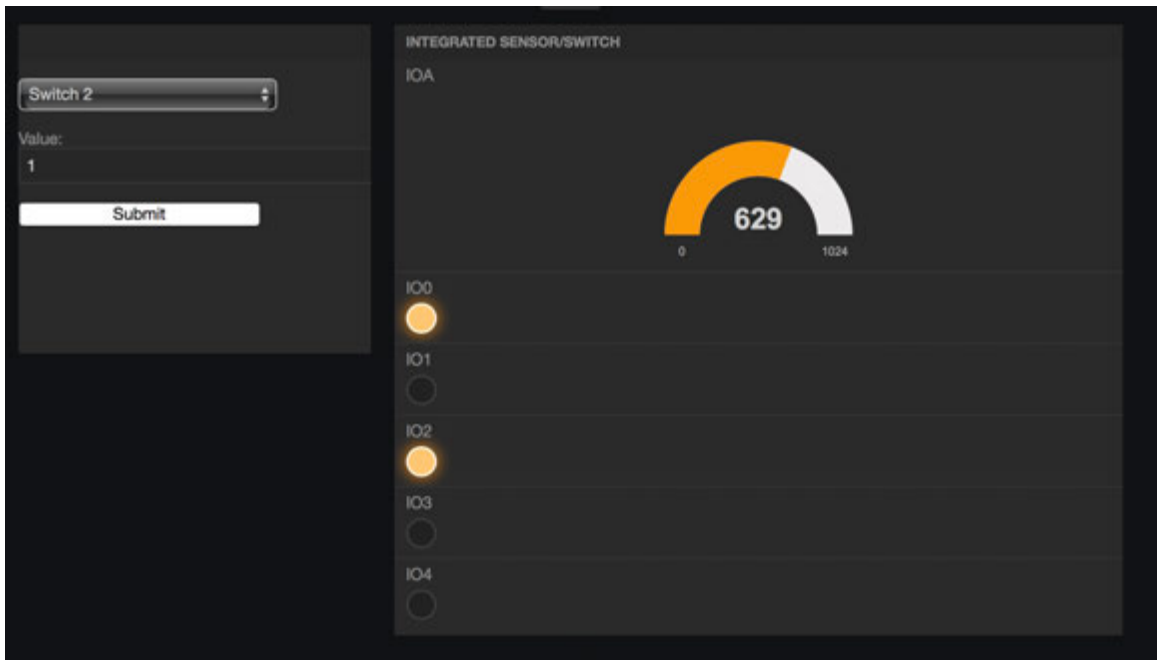 Switch 2
Value:
1
Submit
INTEGRATED SENSOR/SWITCH
IOA
629
0
1024
IO0
IO1
IO2
IO3
IO4